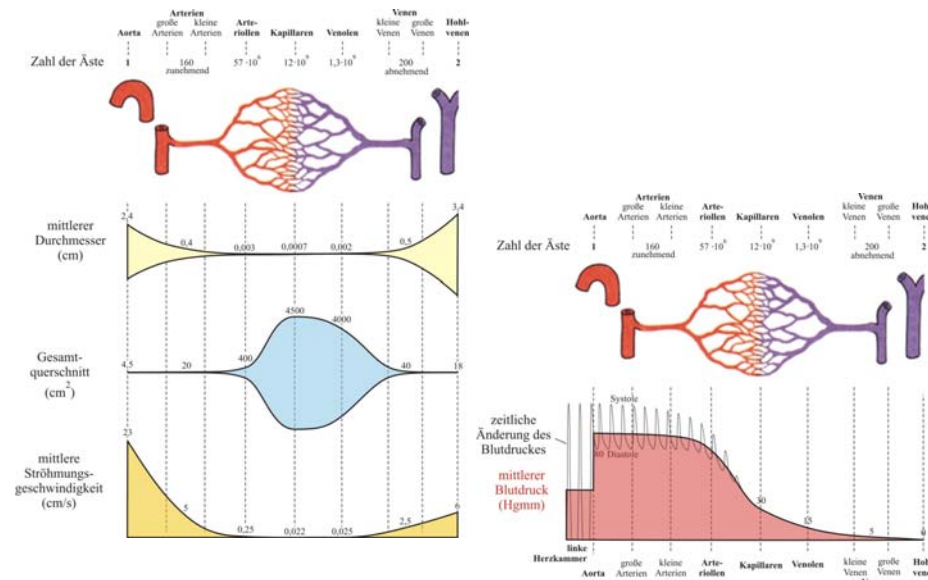 Arterien
Venen
große
Arterien
kleine
Arterien
Arte-
riollen
Kapillaren
Venolen
kleine
Venen
große
Venen
Hohl-
venen
Aorta
Zahl der Äste
1
160
zunehmend
57·10⁶
12·10⁹
1,3·10⁹
200
abnehmend
2
mittlerer
Durchmesser
(cm)
2,4
0,4
0,003
0,0007
0,002
0,5
3,4
Gesamt-
querschnitt
(cm²)
4,5
20
400
4500
4000
40
18
mittlere
Strömungs-
geschwindigkeit
(cm/s)
23
5
0,25
0,022
0,025
2,5
6
Arterien
Venen
große
Arterien
kleine
Arterien
Arte-
riollen
Kapillaren
Venolen
kleine
Venen
große
Venen
Hohl-
vene
Aorta
Zahl der Äste
1
160
zunehmend
57·10⁶
12·10⁹
1,3·10⁹
200
abnehmend
2
zeitliche
Änderung des
Blutdruckes
Systole
80 Diastole
mittlerer
Blutdruck
(Hgmm)
30
15
5
0
linke
Herzkammer
Aorta
große
Arterien
kleine
Arterien
Arte-
riollen
Kapillaren
Venolen
kleine
Venen
große
Venen
Hohl-